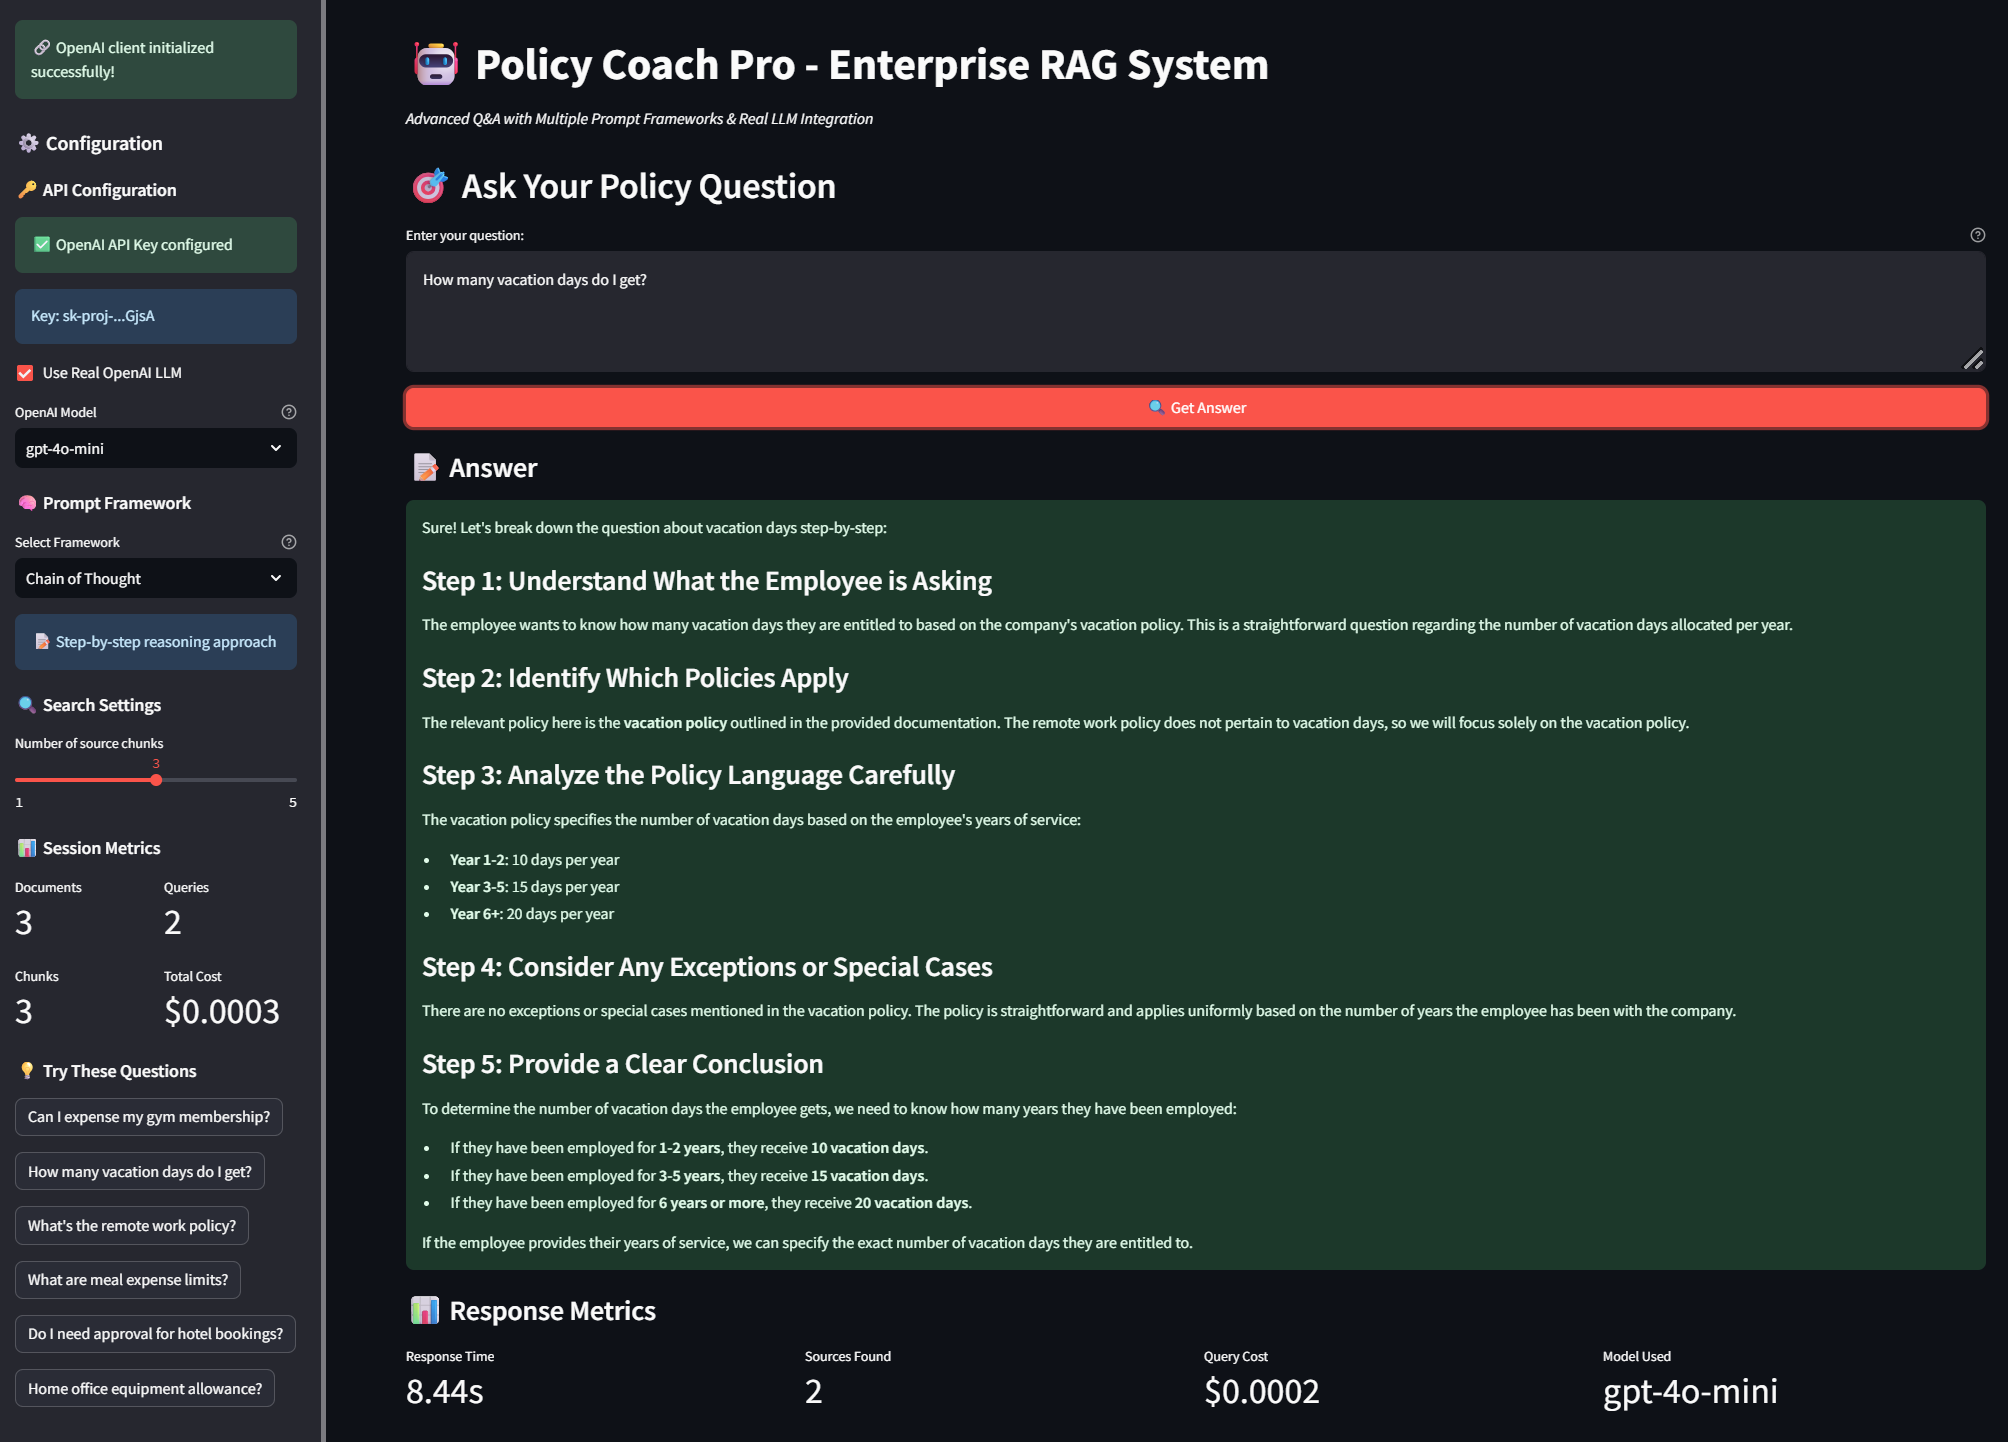 OpenAI client initialized
successfully!
Configuration
API Configuration
OpenAI API Key configured
Key: sk-proj-...GjsA
Use Real OpenAI LLM
OpenAI Model
gpt-4o-mini
Prompt Framework
Select Framework
Chain of Thought
Step-by-step reasoning approach
Search Settings
Number of source chunks
3
1 5
Session Metrics
Documents Queries
3 2
Chunks Total Cost
3 $0.0003
Try These Questions
Can I expense my gym membership?
How many vacation days do I get?
What's the remote work policy?
What are meal expense limits?
Do I need approval for hotel bookings?
Home office equipment allowance?
Policy Coach Pro - Enterprise RAG System
Advanced Q&A with Multiple Prompt Frameworks & Real LLM Integration
Ask Your Policy Question
Enter your question:
How many vacation days do I get?
Get Answer
Answer
Sure! Let's break down the question about vacation days step-by-step:
Step 1: Understand What the Employee is Asking
The employee wants to know how many vacation days they are entitled to based on the company's vacation policy. This is a straightforward question regarding the number of vacation days allocated per year.
Step 2: Identify Which Policies Apply
The relevant policy here is the vacation policy outlined in the provided documentation. The remote work policy does not pertain to vacation days, so we will focus solely on the vacation policy.
Step 3: Analyze the Policy Language Carefully
The vacation policy specifies the number of vacation days based on the employee's years of service:
• Year 1-2: 10 days per year
• Year 3-5: 15 days per year
• Year 6+: 20 days per year
Step 4: Consider Any Exceptions or Special Cases
There are no exceptions or special cases mentioned in the vacation policy. The policy is straightforward and applies uniformly based on the number of years the employee has been with the company.
Step 5: Provide a Clear Conclusion
To determine the number of vacation days the employee gets, we need to know how many years they have been employed:
• If they have been employed for 1-2 years, they receive 10 vacation days.
• If they have been employed for 3-5 years, they receive 15 vacation days.
• If they have been employed for 6 years or more, they receive 20 vacation days.
If the employee provides their years of service, we can specify the exact number of vacation days they are entitled to.
Response Metrics
Response Time Sources Found Query Cost Model Used
8.44s 2 $0.0002 gpt-4o-mini